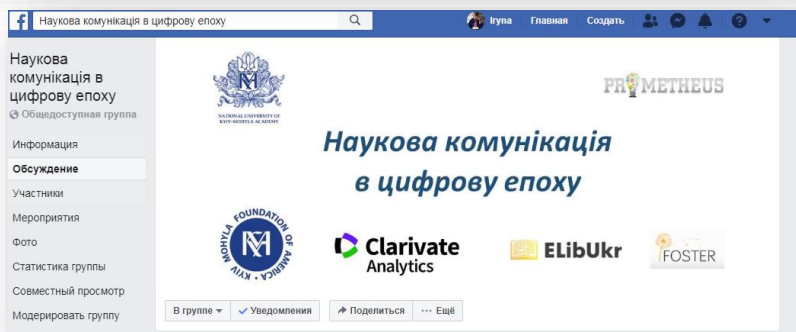 Наукова комунікація в цифрову епоху
Iryna Главная Создать
Наукова
комунікація в
цифрову епоху
Общедоступная группа
Информация
Обсуждение
Участники
Мероприятия
Фото
Статистика группы
Совместный просмотр
Модерировать группу
NATIONAL UNIVERSITY OF
KYIV-MOHYLA ACADEMY
PROMETHEUS
Наукова комунікація
в цифрову епоху
KYIV MOHYLA FOUNDATION OF AMERICA
Clarivate
Analytics
ELibUkr
FOSTER
В группе Уведомления Поделиться ··· Ещё